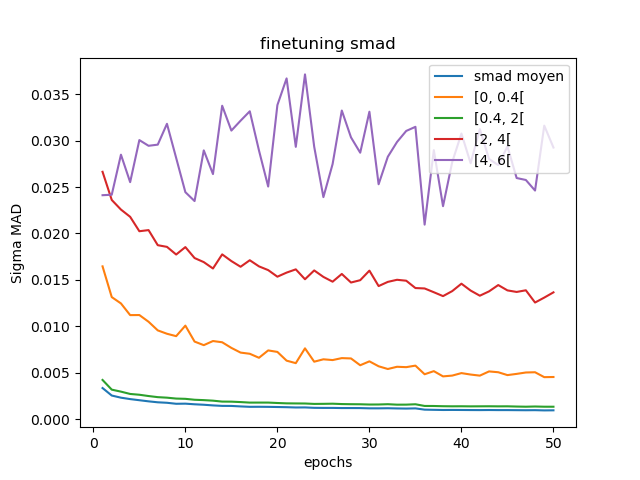 finetuning smad
smad moyen
[0, 0.4[
[0.4, 2[
[2, 4[
[4, 6[
0.035
0.030
0.025
0.020
0.015
0.010
0.005
0.000
Sigma MAD
0 10 20 30 40 50
epochs